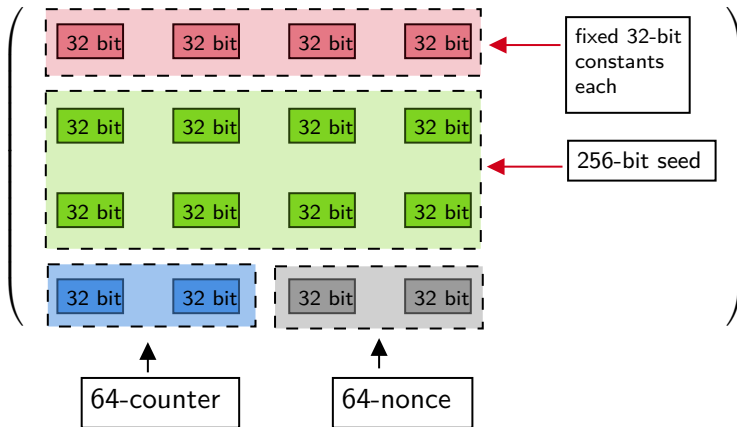 32 bit 32 bit 32 bit 32 bit
fixed 32-bit
constants
each
32 bit 32 bit 32 bit 32 bit
256-bit seed
32 bit 32 bit 32 bit 32 bit
32 bit 32 bit 32 bit 32 bit
64-counter 64-nonce